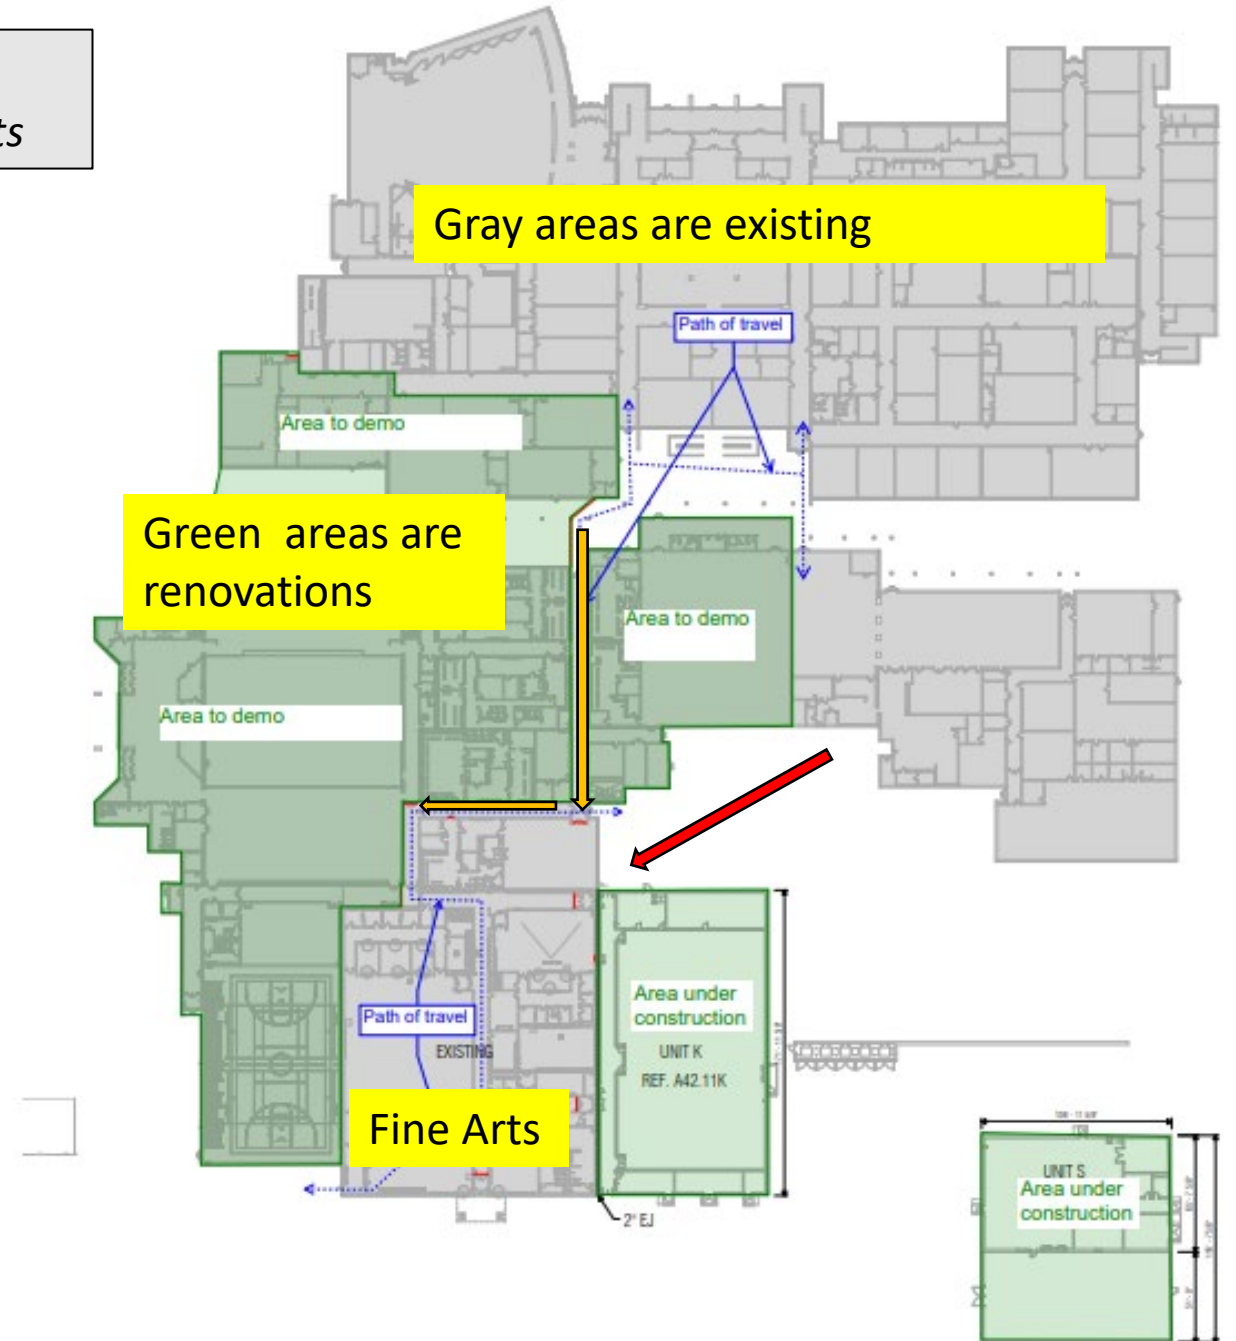 ts
Gray areas are existing
Path of travel
Area to demo
Green areas are
renovations
Area to demo
Area to demo
Area under
construction
Path of travel
EXISTING
UNIT K
REF. A42.11K
Fine Arts
2" EJ
UNIT S
Area under
construction